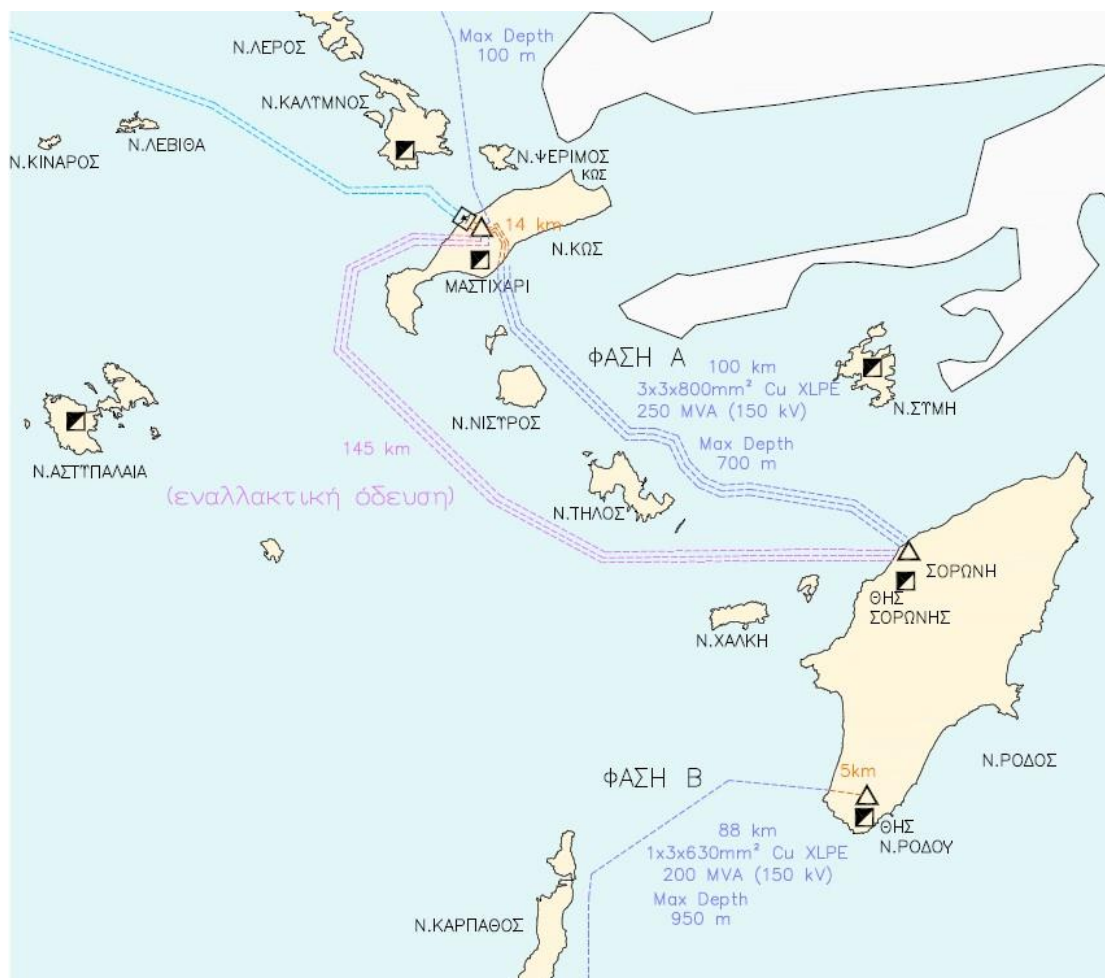 Max Depth
100 m
Ν.ΛΕΡΟΣ
Ν.ΚΑΛΥΜΝΟΣ
Ν.ΛΕΒΙΘΑ
Ν.ΚΙΝΑΡΟΣ
Ν.ΨΕΡΙΜΟΣ
ΚΩΣ
14 km
Ν.ΚΩΣ
ΜΑΣΤΙΧΑΡΙ
ΦΑΣΗ Α
100 km
3x3x800mm² Cu XLPE
250 MVA (150 kV)
Max Depth
700 m
Ν.ΣΥΜΗ
Ν.ΝΙΣΥΡΟΣ
145 km
(εναλλακτική όδευση)
Ν.ΑΣΤΥΠΑΛΑΙΑ
Ν.ΤΗΛΟΣ
ΣΟΡΩΝΗ
ΘΗΣ
ΣΟΡΩΝΗΣ
Ν.ΧΑΛΚΗ
Ν.ΡΟΔΟΣ
ΦΑΣΗ Β
5km
ΘΗΣ
Ν.ΡΟΔΟΥ
88 km
1x3x630mm² Cu XLPE
200 MVA (150 kV)
Max Depth
950 m
Ν.ΚΑΡΠΑΘΟΣ